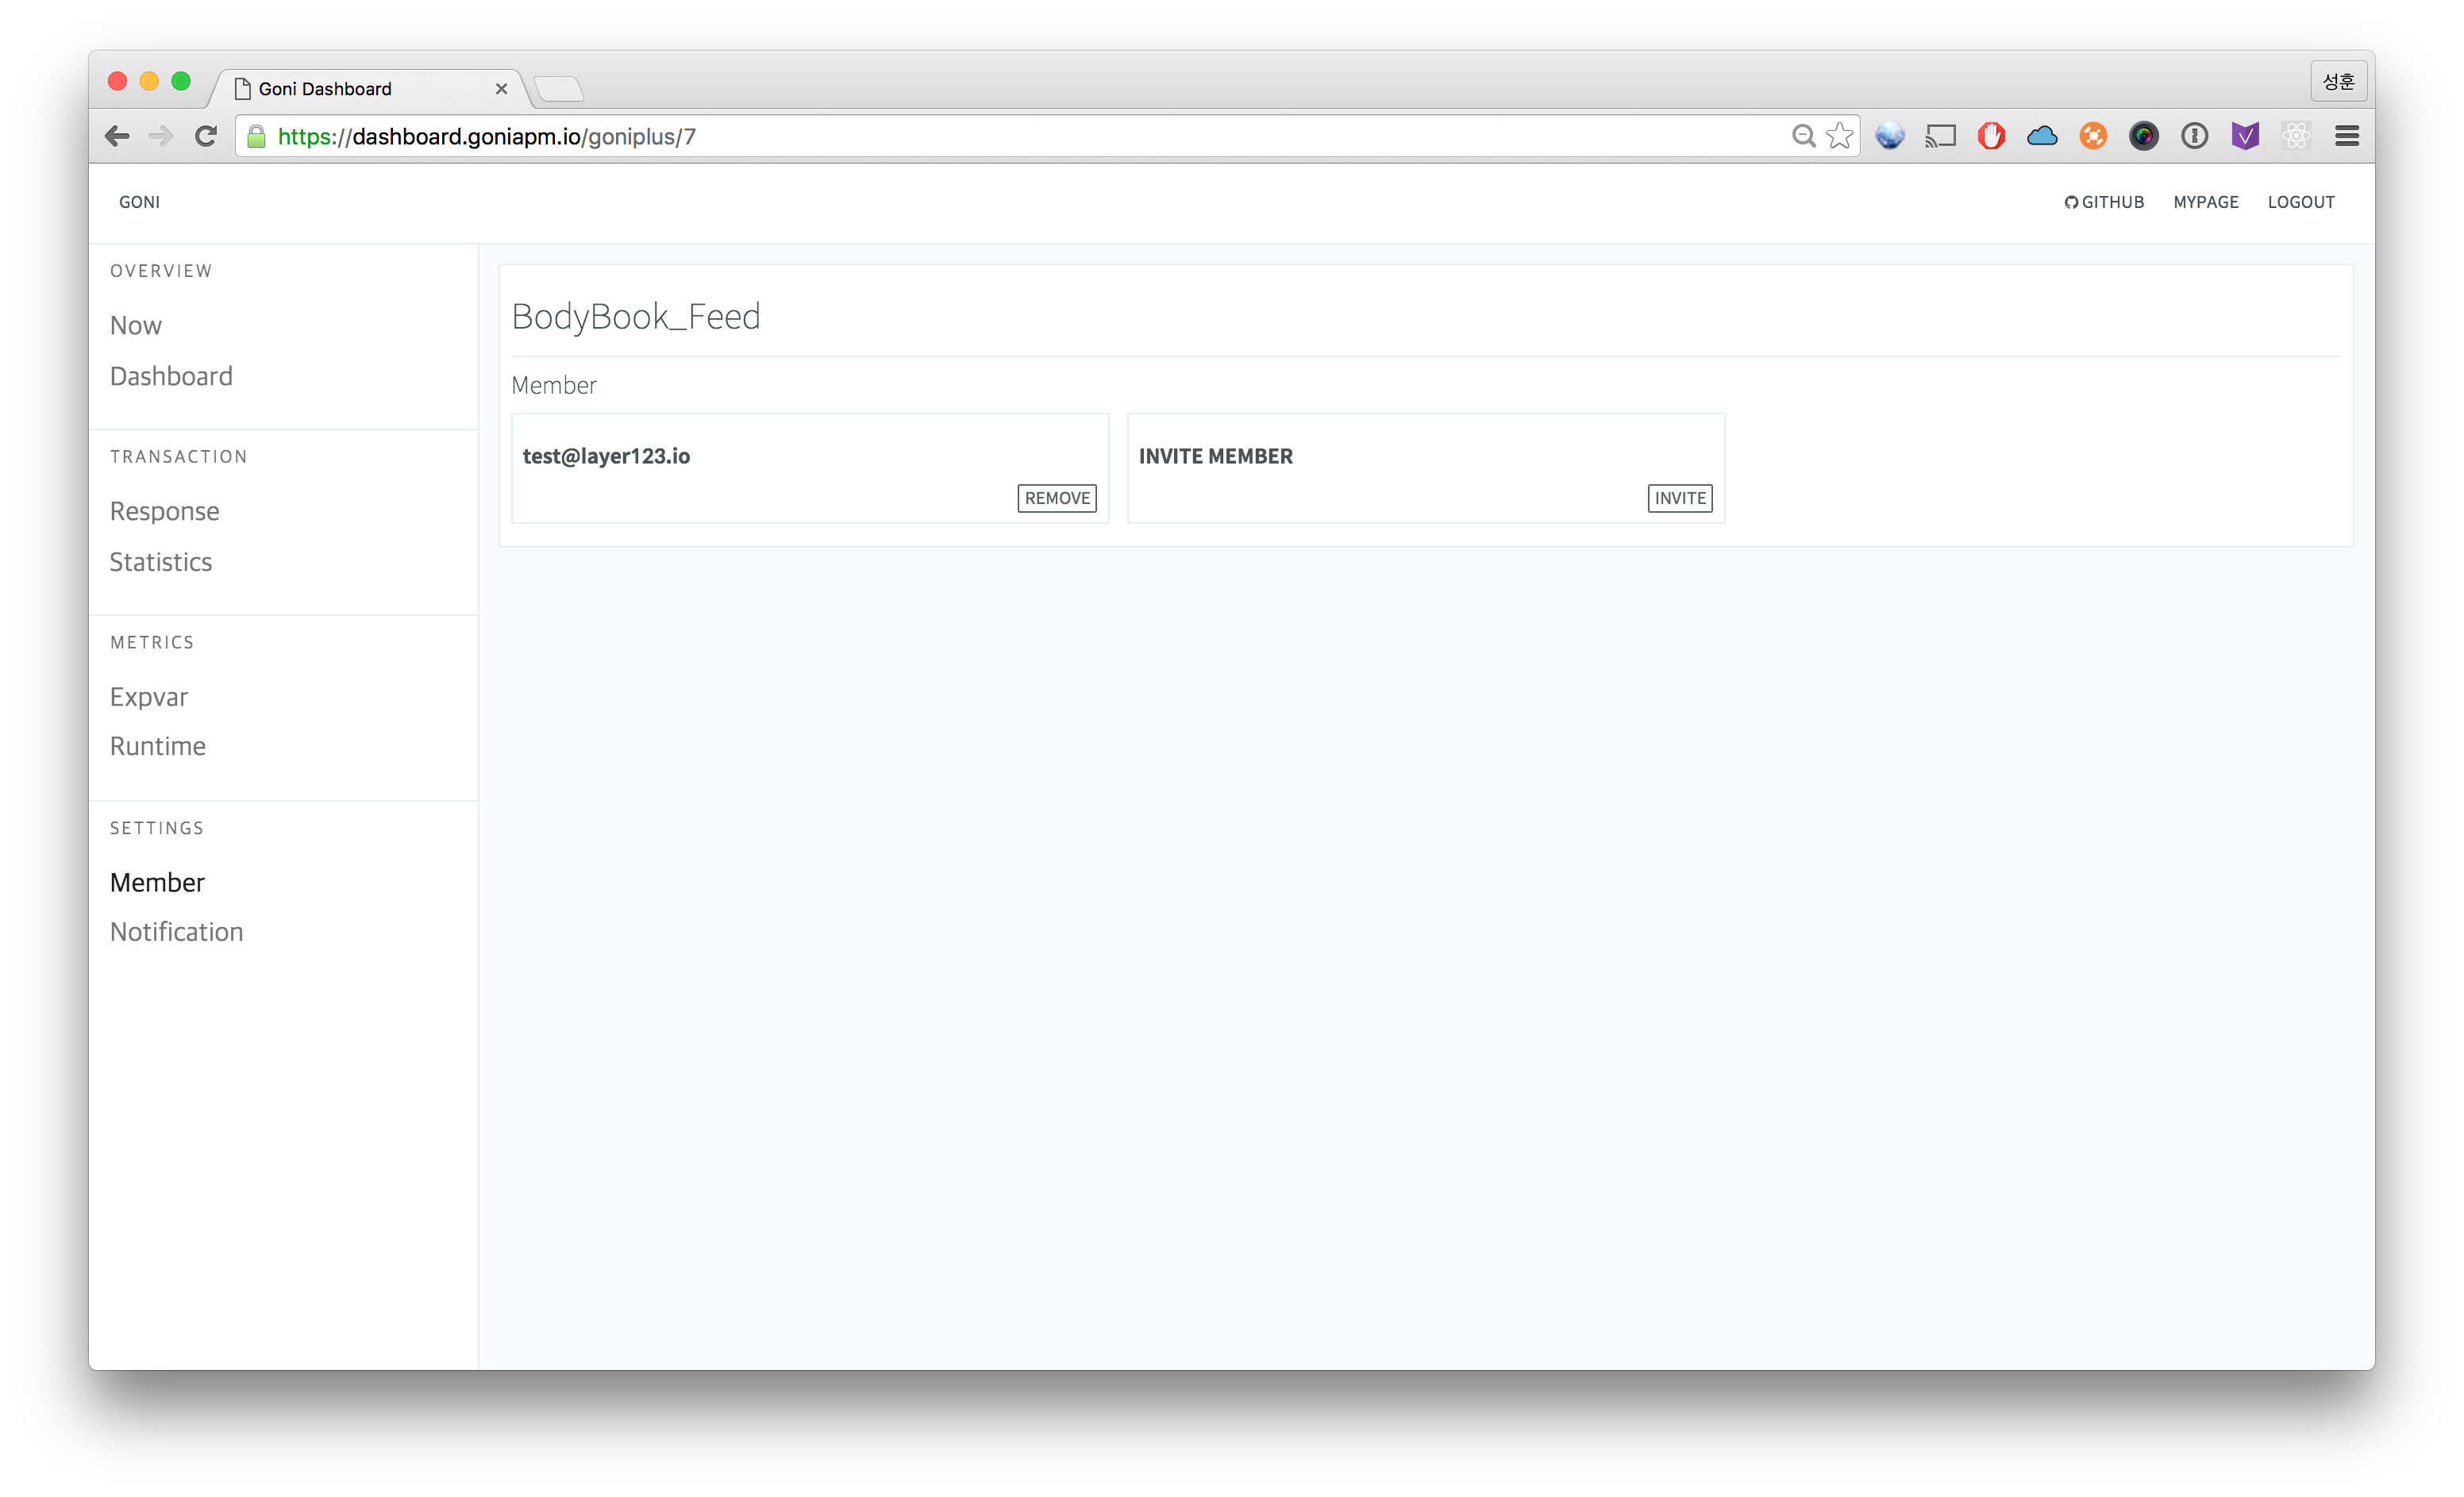 Goni Dashboard
성훈
https://dashboard.goniapm.io/goniplus/7
GONI
GITHUB MYPAGE LOGOUT
OVERVIEW
Now
Dashboard
TRANSACTION
Response
Statistics
METRICS
Expvar
Runtime
SETTINGS
Member
Notification
BodyBook_Feed
Member
test@layer123.io
REMOVE
INVITE MEMBER
INVITE